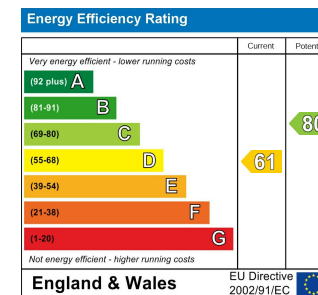 Energy Efficiency Rating
Current
Very energy efficient - lower running costs
(92 plus) A
(81-91) B
80
(69-80) C
(55-68) D
61
(39-54) E
(21-38) F
(1-20) G
Not energy efficient - higher running costs
England & Wales
EU Directive
2002/91/EC